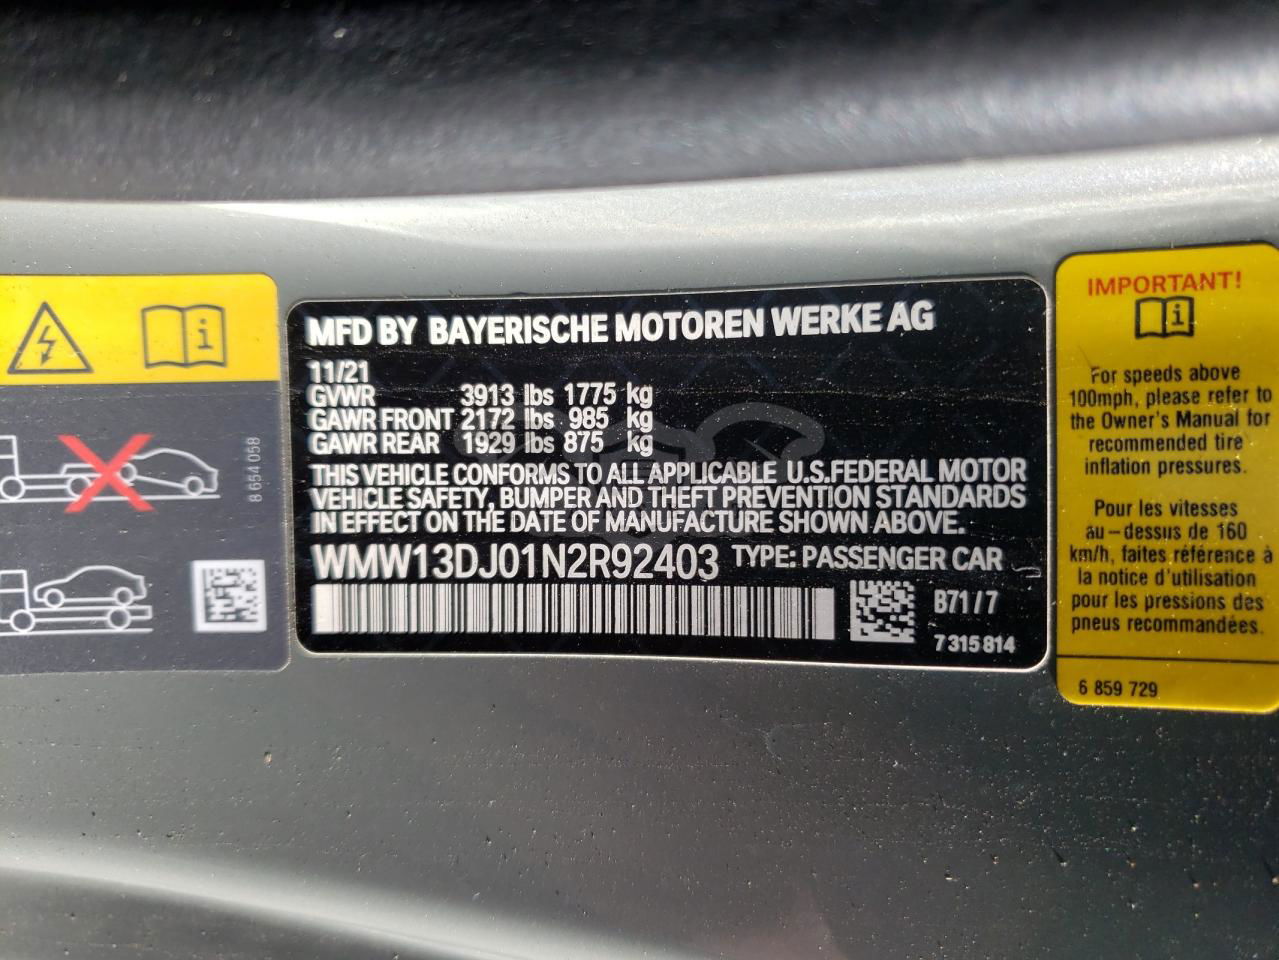 8 654 058
MFD BY BAYERISCHE MOTOREN WERKE AG
11/21
GVWR 3913 lbs 1775 kg
GAWR FRONT 2172 lbs 985 kg
GAWR REAR 1929 lbs 875 kg
THIS VEHICLE CONFORMS TO ALL APPLICABLE U.S.FEDERAL MOTOR
VEHICLE SAFETY, BUMPER AND THEFT PREVENTION STANDARDS
IN EFFECT ON THE DATE OF MANUFACTURE SHOWN ABOVE.
WMW13DJ01N2R92403 TYPE: PASSENGER CAR
B71/7
7 315 814
IMPORTANT!
For speeds above
100mph, please refer to
the Owner's Manual for
recommended tire
inflation pressures.
Pour les vitesses
au-dessus de 160
km/h, faites référence à
la notice d'utilisation
pour les pressions des
pneus recommandées.
6 859 729